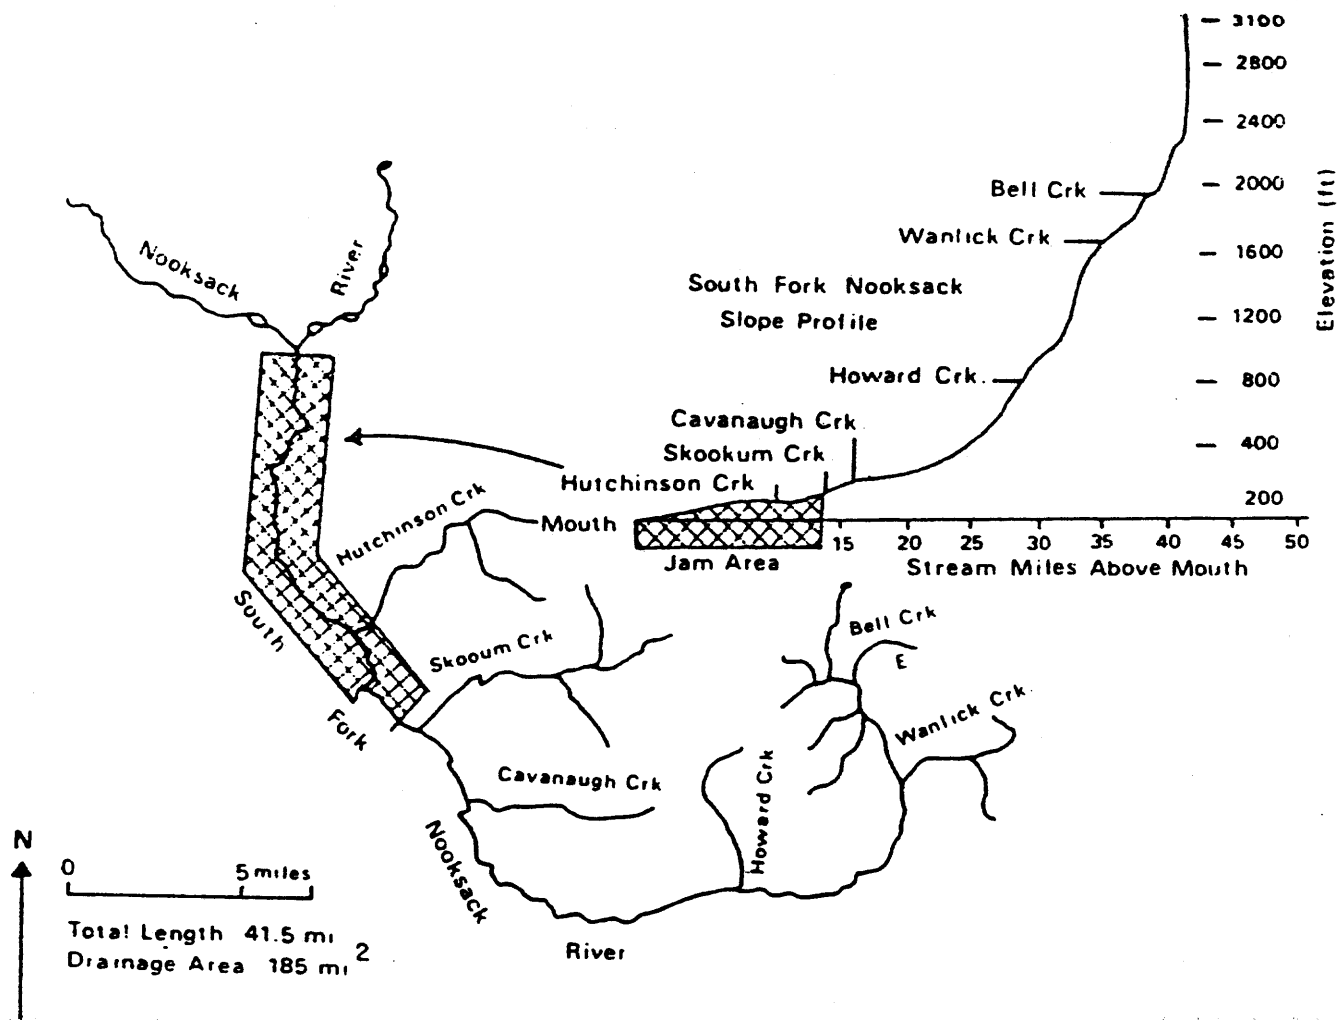 3100
2800
2400
2000
1600
1200
800
400
200
Elevation (ft)
Bell Crk
Wanlick Crk
South Fork Nooksack
Slope Profile
Howard Crk.
Cavanaugh Crk
Skookum Crk
Hutchinson Crk
Mouth
15 20 25 30 35 40 45 50
Jam Area
Stream Miles Above Mouth
Nooksack
River
Hutchinson Crk
South
Skooum Crk
Fork
Bell Crk
E
Wanlick Crk
Cavanaugh Crk
Howard Crk
Nooksack
River
N
0 5 miles
Total Length 41.5 mi
Drainage Area 185 mi 2